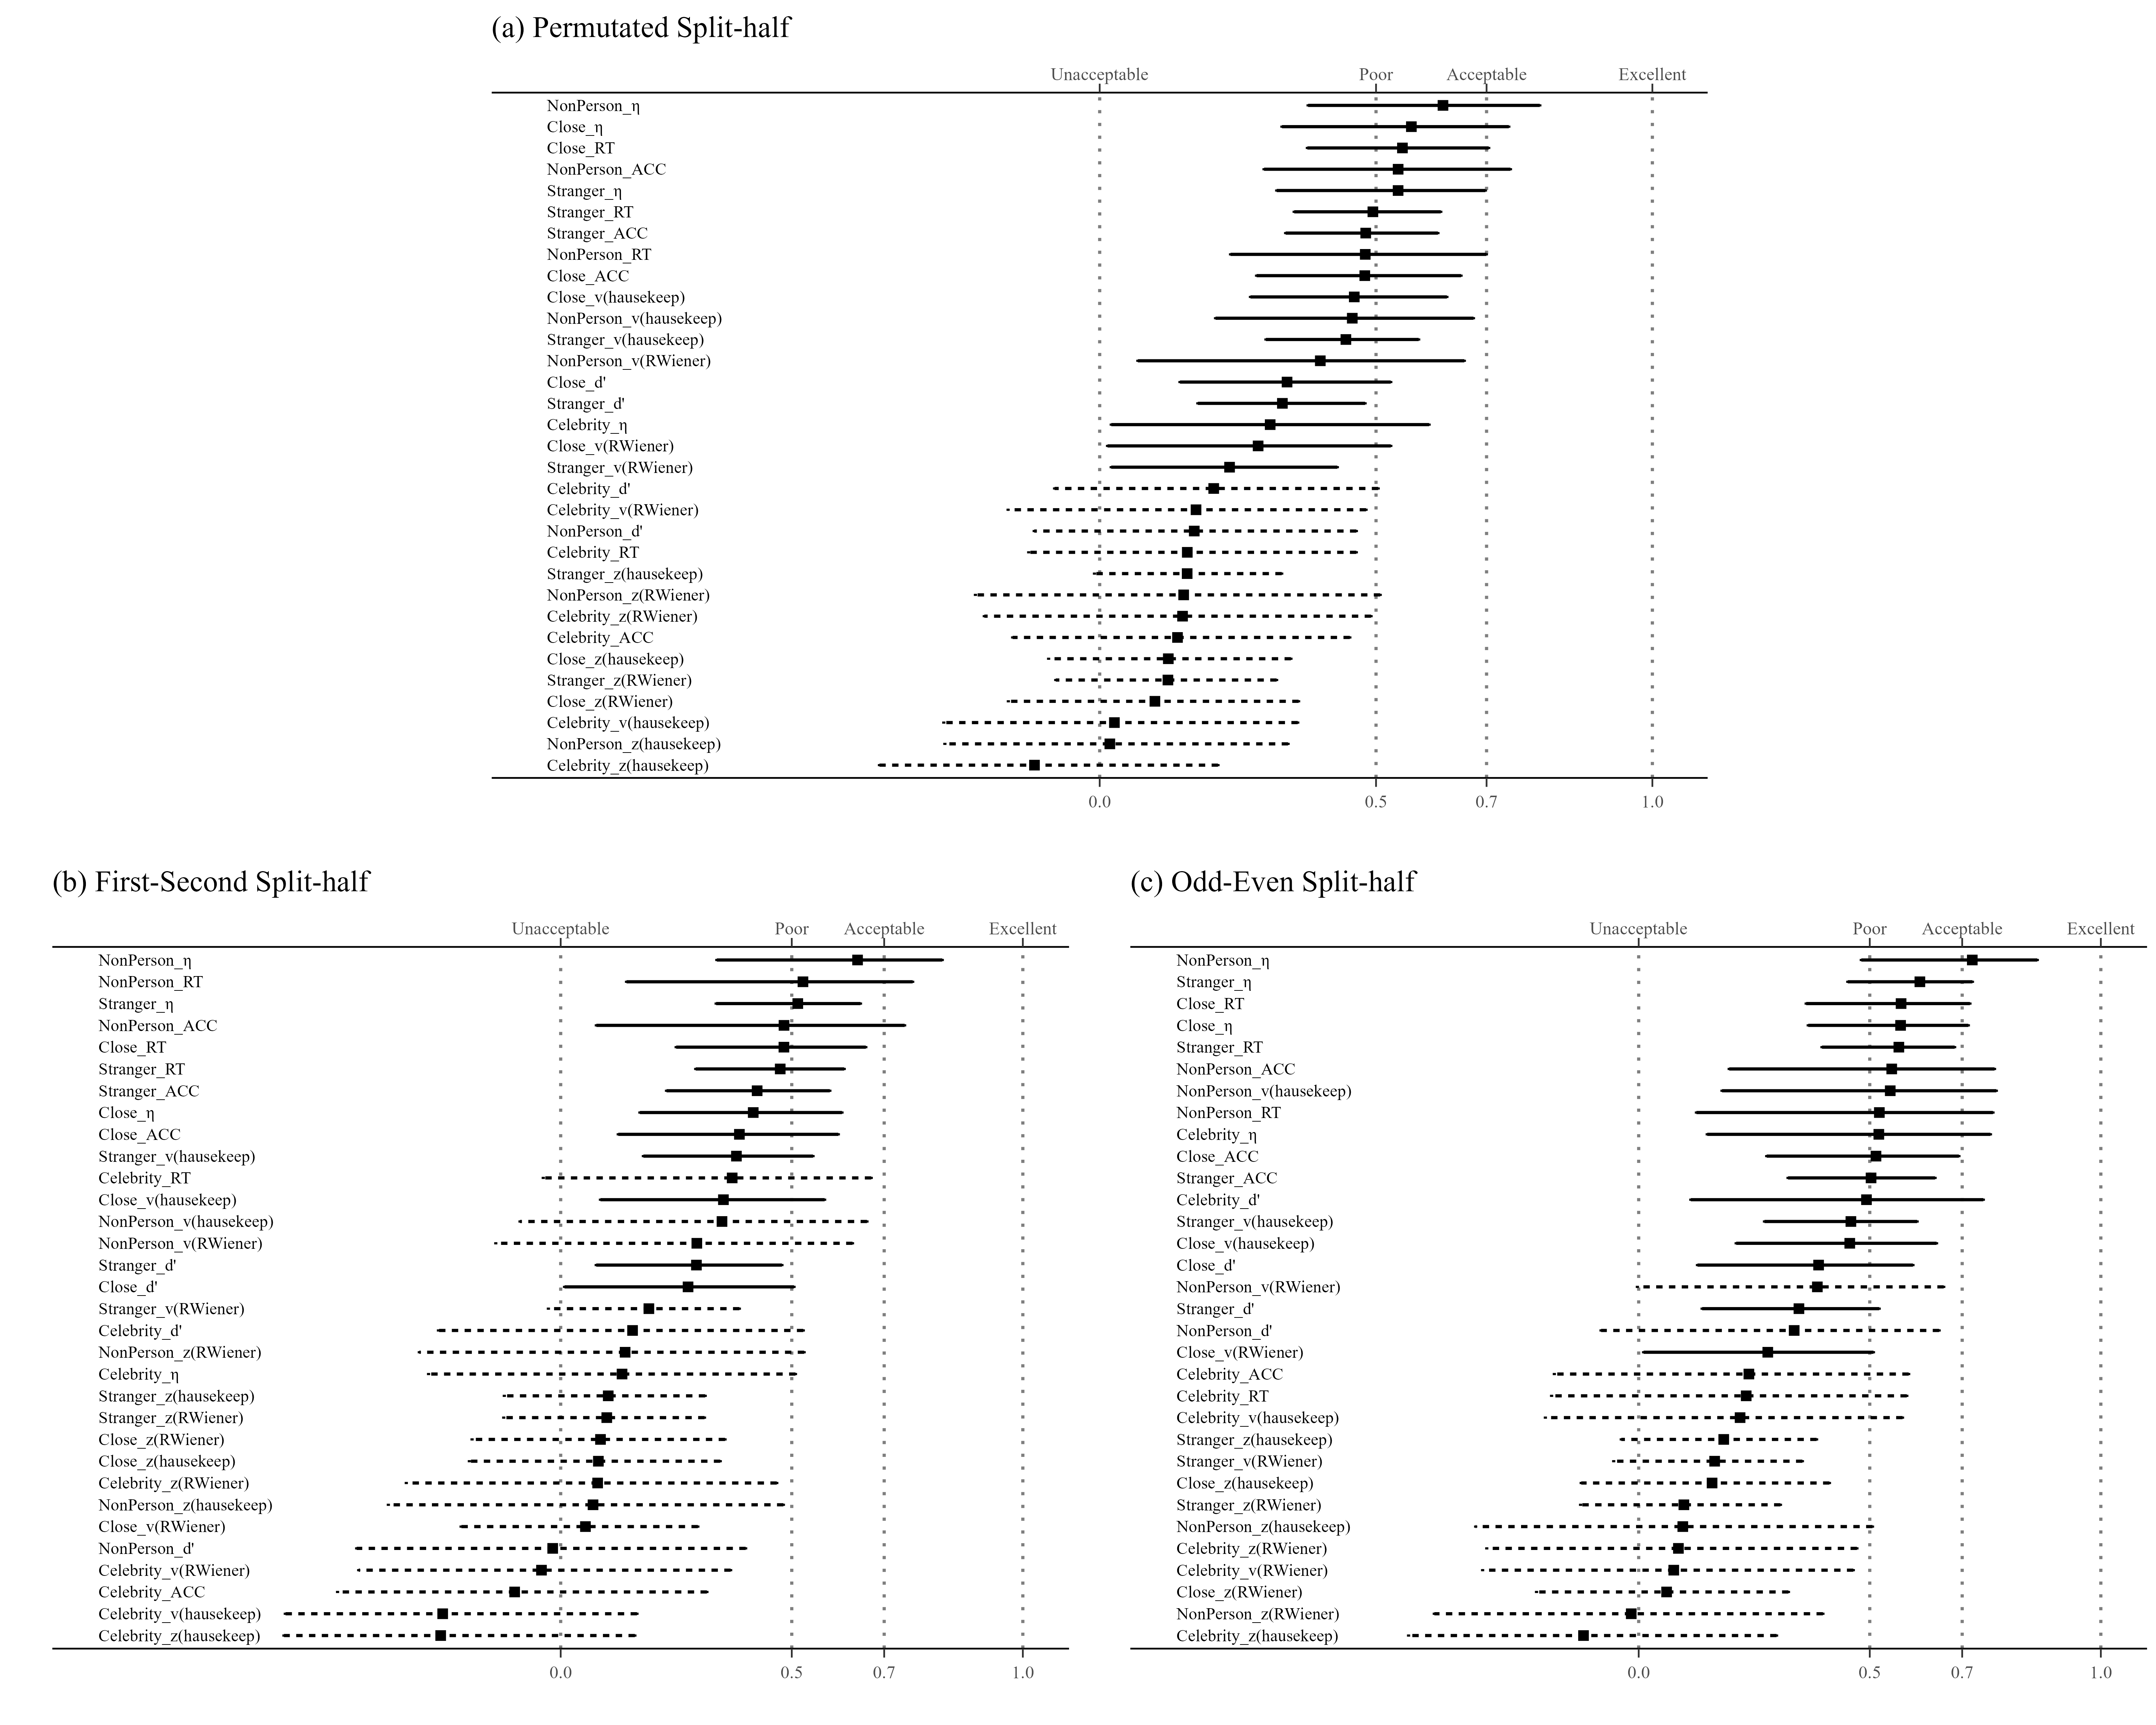 (a) Permutated Split-half
Unacceptable Poor Acceptable Excellent
NonPerson_η
Close_η
Close_RT
NonPerson_ACC
Stranger_η
Stranger_RT
Stranger_ACC
NonPerson_RT
Close_ACC
Close_v(hausekeep)
NonPerson_v(hausekeep)
Stranger_v(hausekeep)
NonPerson_v(RWiener)
Close_d'
Stranger_d'
Celebrity_η
Close_v(RWiener)
Stranger_v(RWiener)
Celebrity_d'
Celebrity_v(RWiener)
NonPerson_d'
Celebrity_RT
Stranger_z(hausekeep)
NonPerson_z(RWiener)
Celebrity_z(RWiener)
Celebrity_ACC
Close_z(hausekeep)
Stranger_z(RWiener)
Close_z(RWiener)
Celebrity_v(hausekeep)
NonPerson_z(hausekeep)
Celebrity_z(hausekeep)
0.0 0.5 0.7 1.0
(b) First-Second Split-half
Unacceptable Poor Acceptable Excellent
NonPerson_η
NonPerson_RT
Stranger_η
NonPerson_ACC
Close_RT
Stranger_RT
Stranger_ACC
Close_η
Close_ACC
Stranger_v(hausekeep)
Celebrity_RT
Close_v(hausekeep)
NonPerson_v(hausekeep)
NonPerson_v(RWiener)
Stranger_d'
Close_d'
Stranger_v(RWiener)
Celebrity_d'
NonPerson_z(RWiener)
Celebrity_η
Stranger_z(hausekeep)
Stranger_z(RWiener)
Close_z(RWiener)
Close_z(hausekeep)
Celebrity_z(RWiener)
NonPerson_z(hausekeep)
Close_v(RWiener)
NonPerson_d'
Celebrity_v(RWiener)
Celebrity_ACC
Celebrity_v(hausekeep)
Celebrity_z(hausekeep)
0.0 0.5 0.7 1.0
(c) Odd-Even Split-half
Unacceptable Poor Acceptable Excellent
NonPerson_η
Stranger_η
Close_RT
Close_η
Stranger_RT
NonPerson_ACC
NonPerson_v(hausekeep)
NonPerson_RT
Celebrity_η
Close_ACC
Stranger_ACC
Celebrity_d'
Stranger_v(hausekeep)
Close_v(hausekeep)
Close_d'
NonPerson_v(RWiener)
Stranger_d'
NonPerson_d'
Close_v(RWiener)
Celebrity_ACC
Celebrity_RT
Celebrity_v(hausekeep)
Stranger_z(hausekeep)
Stranger_v(RWiener)
Close_z(hausekeep)
Stranger_z(RWiener)
NonPerson_z(hausekeep)
Celebrity_z(RWiener)
Celebrity_v(RWiener)
Close_z(RWiener)
NonPerson_z(RWiener)
Celebrity_z(hausekeep)
0.0 0.5 0.7 1.0